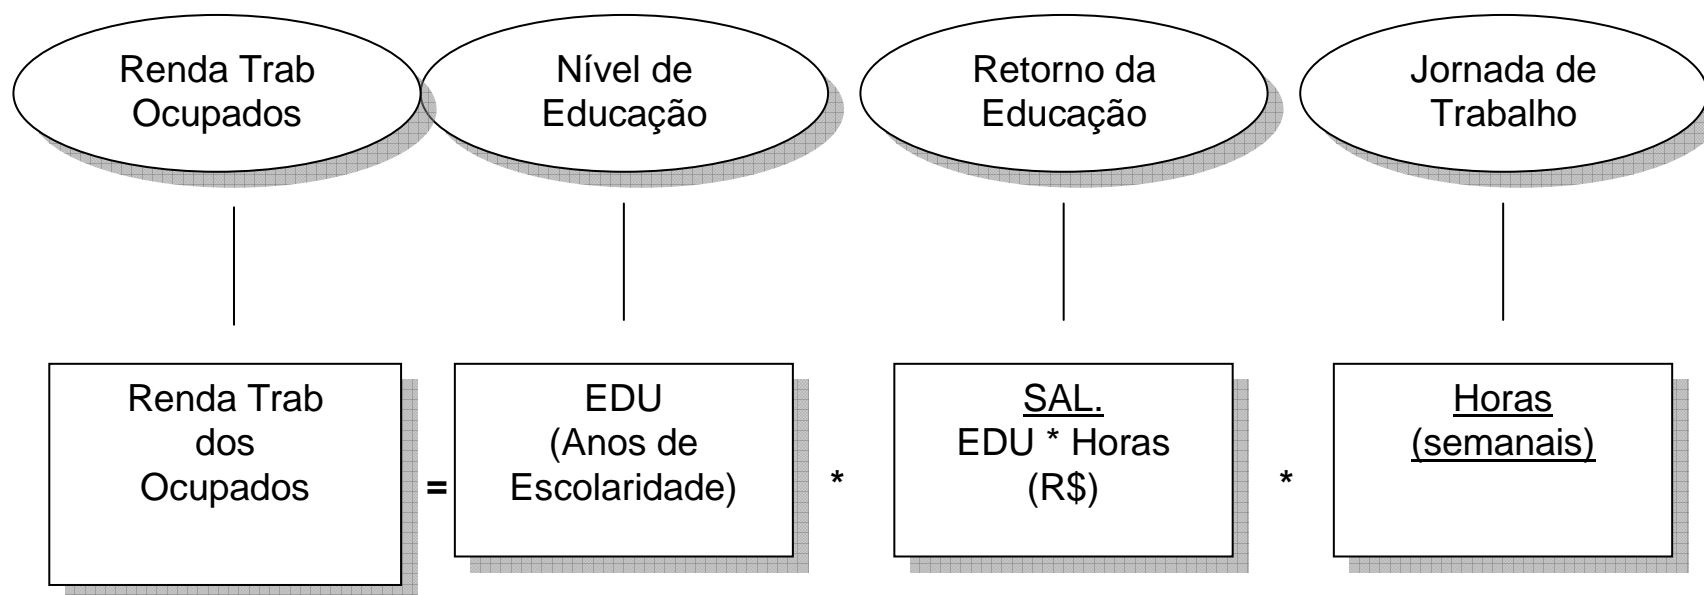 Renda Trab
Ocupados
Nível de
Educação
Retorno da
Educação
Jornada de
Trabalho
Renda Trab
dos
Ocupados
=
EDU
(Anos de
Escolaridade)
*
SAL.
EDU * Horas
(R$)
*
Horas
(semanais)